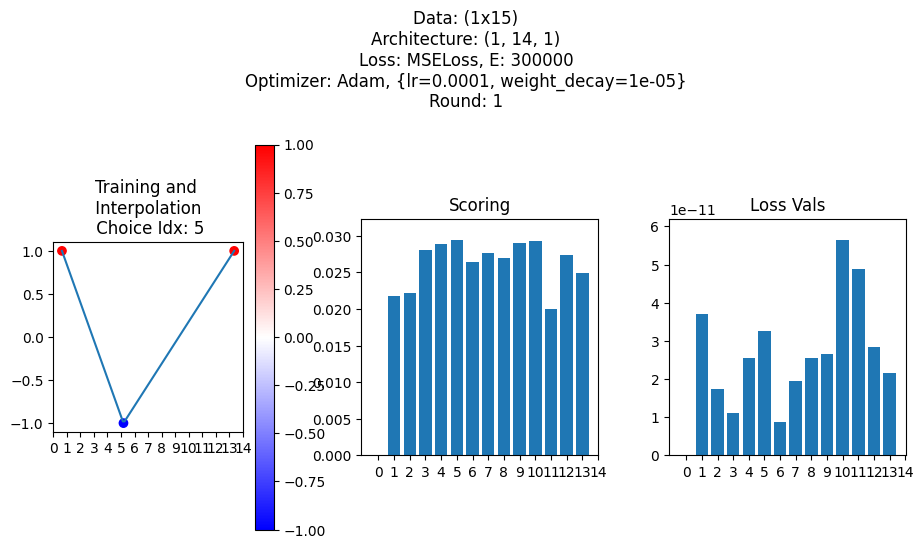 Data: (1x15)
Architecture: (1, 14, 1)
Loss: MSELoss, E: 300000
Optimizer: Adam, {lr=0.0001, weight_decay=1e-05}
Round: 1
Training and
Interpolation
Choice Idx: 5
1.0
0.5
0.0
−0.5
−1.0
0 1 2 3 4 5 6 7 8 9 10 11 12 13 14
1.00
0.75
0.50
0.25
0.00
−0.25
−0.50
−0.75
−1.00
Scoring
0.030
0.025
0.020
0.015
0.010
0.005
0.000
0 1 2 3 4 5 6 7 8 9 10 11 12 13 14
Loss Vals
1e−11
6
5
4
3
2
1
0
0 1 2 3 4 5 6 7 8 9 10 11 12 13 14